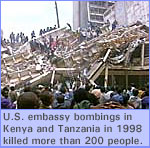 U.S. embassy bombings in
Kenya and Tanzania in 1998
killed more than 200 people.